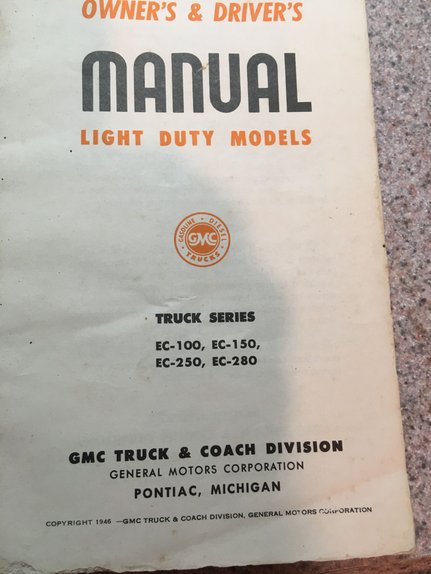 OWNER'S & DRIVER'S
MANUAL
LIGHT DUTY MODELS
GASOLINE • DIESEL
GMC
TRUCKS
TRUCK SERIES
EC-100, EC-150,
EC-250, EC-280
GMC TRUCK & COACH DIVISION
GENERAL MOTORS CORPORATION
PONTIAC, MICHIGAN
COPYRIGHT 1946 —GMC TRUCK & COACH DIVISION, GENERAL MOTORS CORPORATION